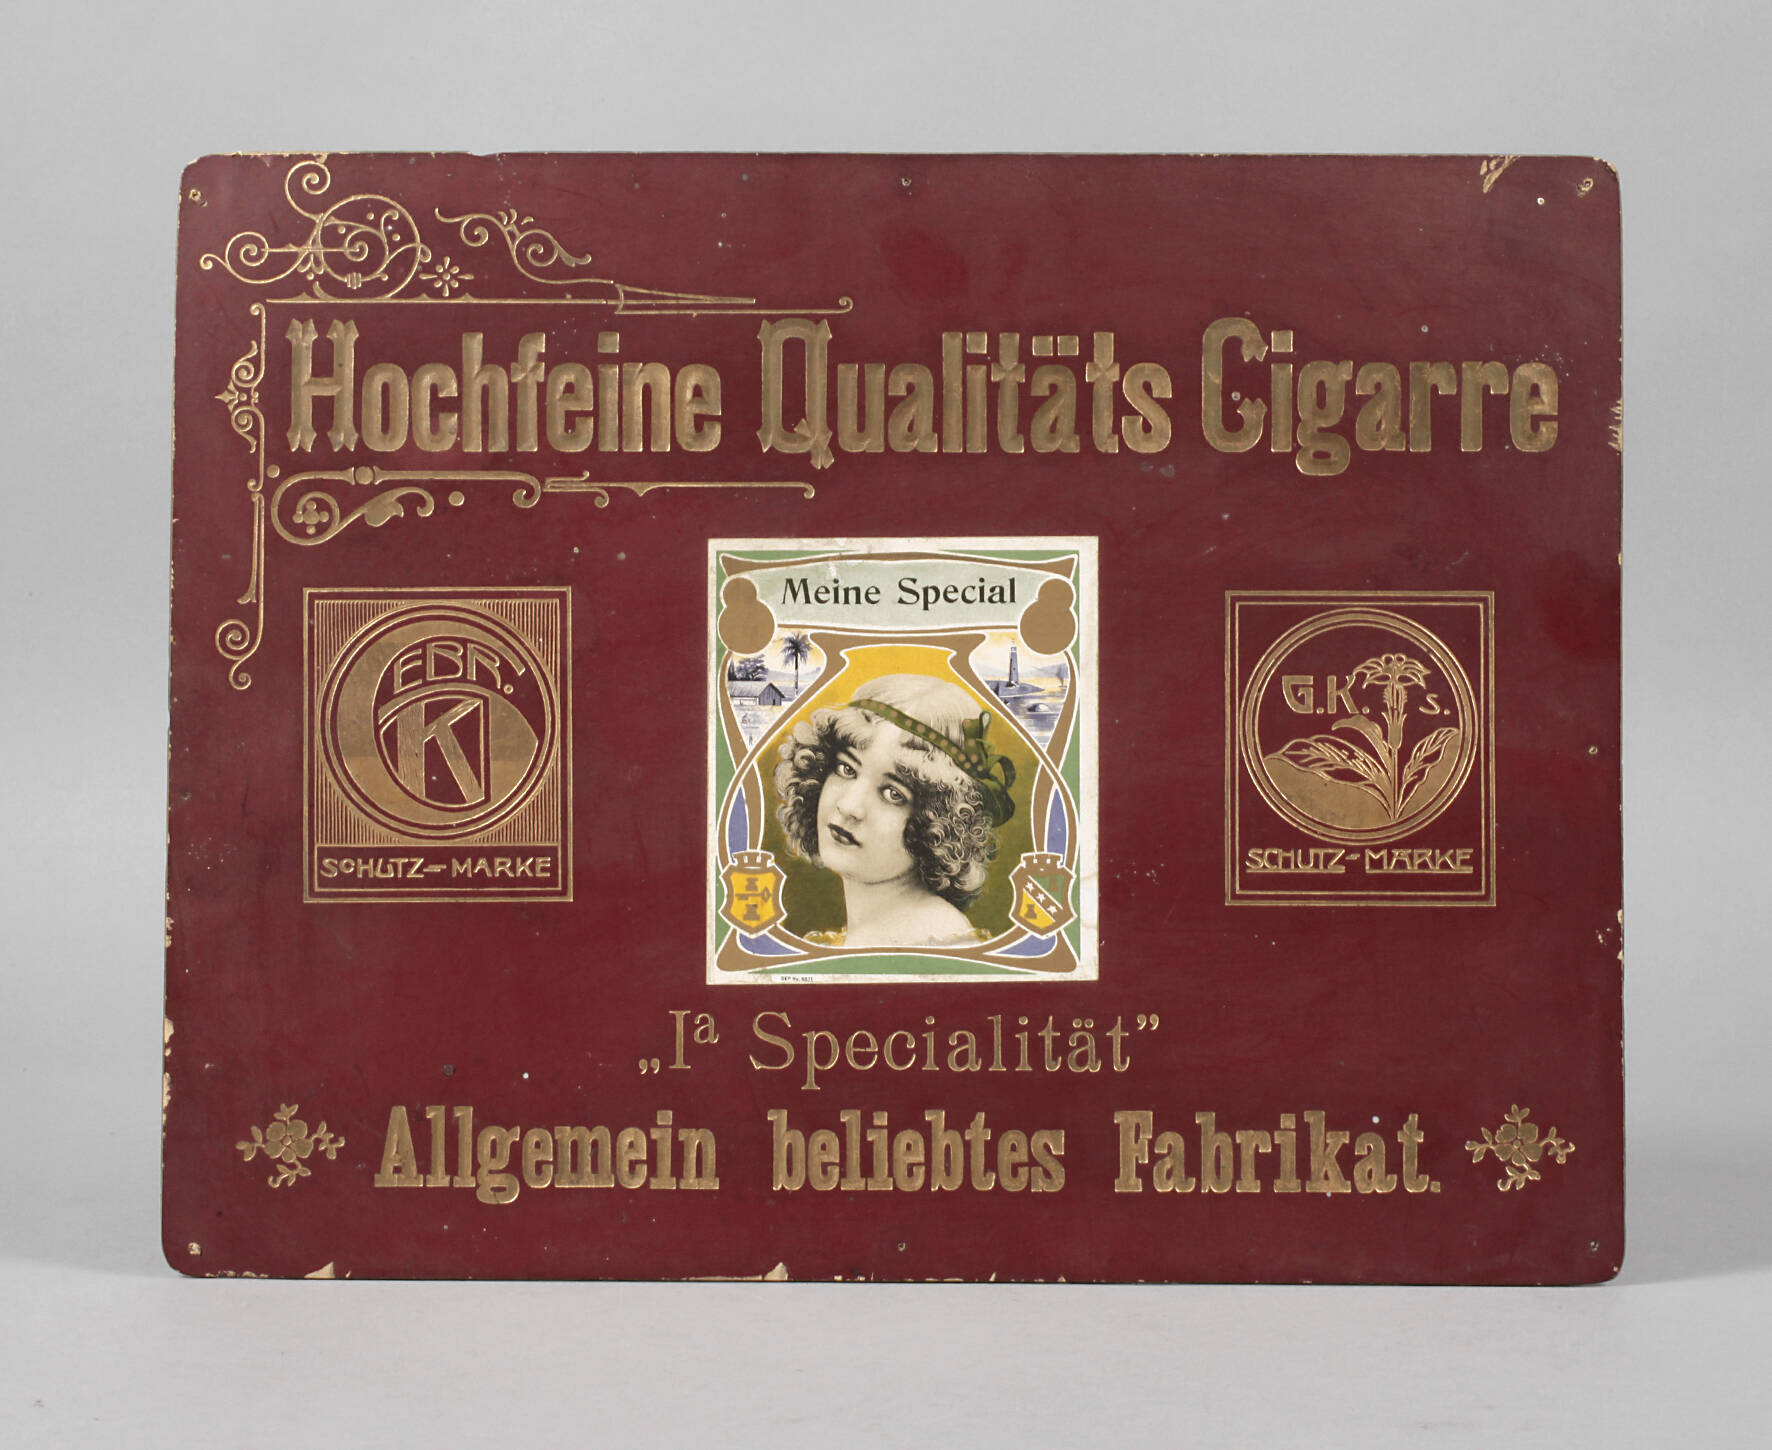 Hochfeine Qualitäts Cigarre
Meine Special
GEBR. K
SCHUTZ-MARKE
G.K. s.
SCHUTZ-MARKE
„Ia Specialität”
Allgemein beliebtes Fabrikat.